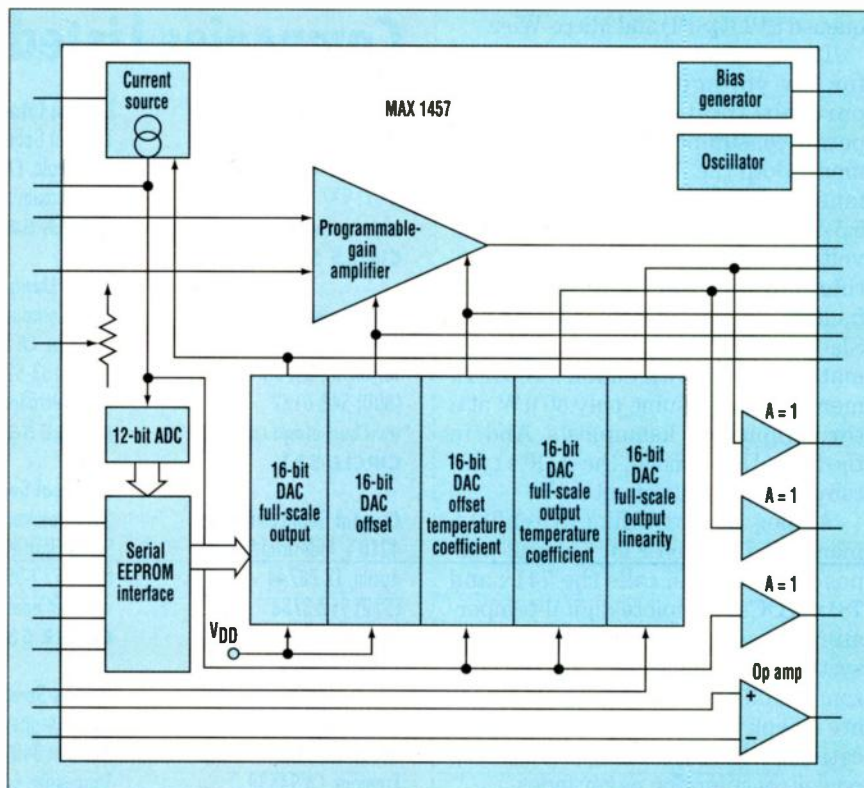 Current
source
MAX 1457
Bias
generator
Oscillator
Programmable-
gain
amplifier
12-bit ADC
Serial
EEPROM
interface
16-bit
DAC
full-scale
output
16-bit
DAC
offset
16-bit
DAC
offset
temperature
coefficient
16-bit
DAC
full-scale
output
temperature
coefficient
16-bit
DAC
full-scale
output
linearity
VDD
A = 1
A = 1
A = 1
Op amp
+
−